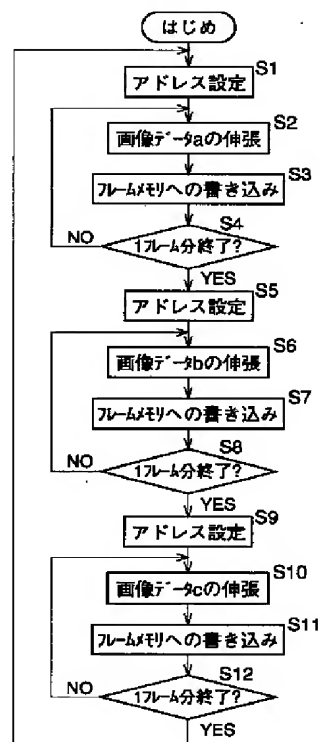 はじめ
アドレス設定 S1
画像データaの伸張 S2
フレームメモリへの書き込み S3
1フレーム分終了? S4
NO
YES
アドレス設定 S5
画像データbの伸張 S6
フレームメモリへの書き込み S7
1フレーム分終了? S8
NO
YES
アドレス設定 S9
画像データcの伸張 S10
フレームメモリへの書き込み S11
1フレーム分終了? S12
NO
YES